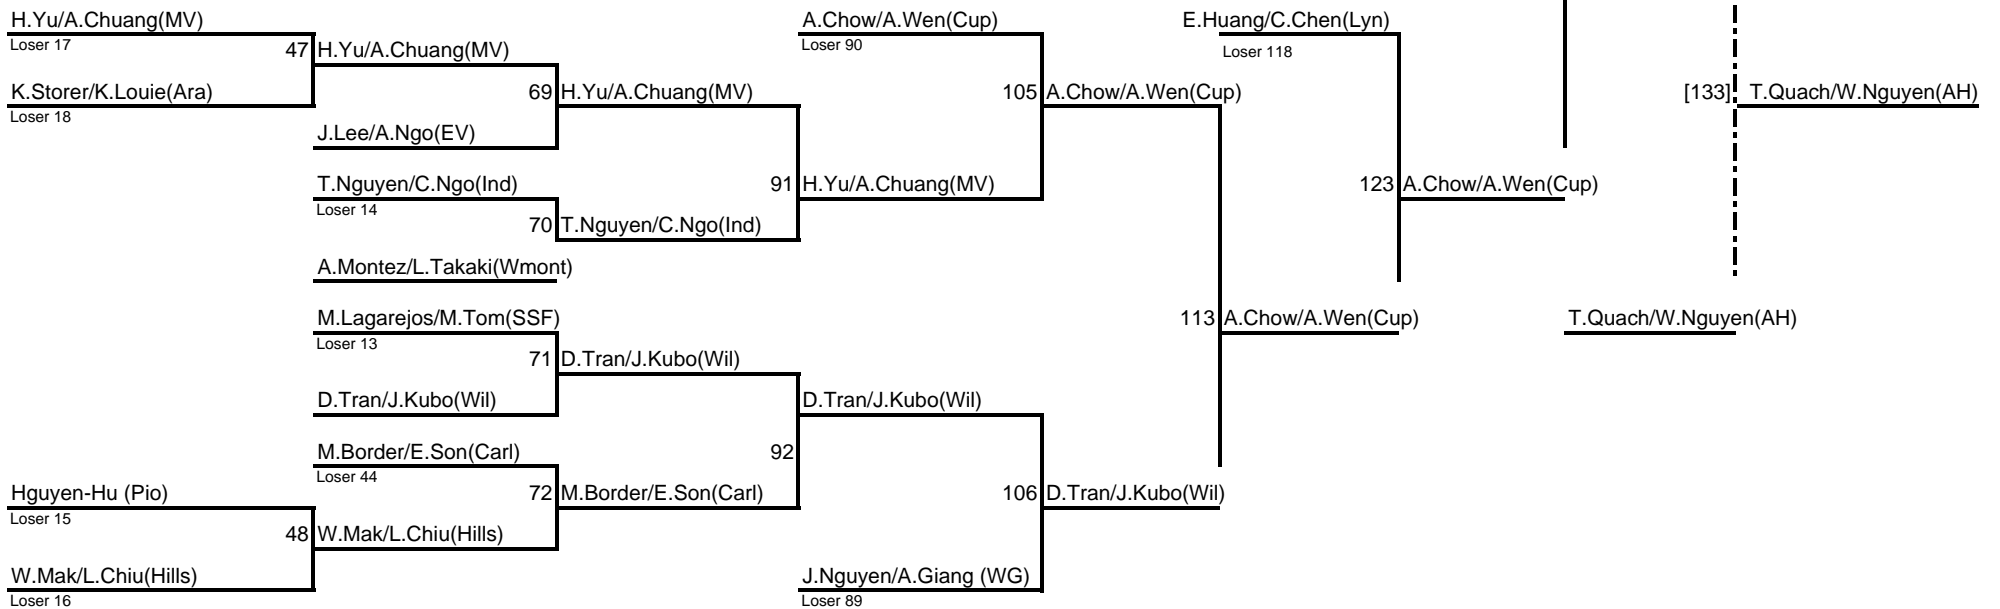 H.Yu/A.Chuang(MV) A.Chow/A.Wen(Cup) E.Huang/C.Chen(Lyn)
Loser 17 47 H.Yu/A.Chuang(MV) Loser 90 Loser 118
K.Storer/K.Louie(Ara) 69 H.Yu/A.Chuang(MV) 105 A.Chow/A.Wen(Cup) [133] T.Quach/W.Nguyen(AH)
Loser 18
J.Lee/A.Ngo(EV)
T.Nguyen/C.Ngo(Ind) 91 H.Yu/A.Chuang(MV) 123 A.Chow/A.Wen(Cup)
Loser 14
70 T.Nguyen/C.Ngo(Ind)
A.Montez/L.Takaki(Wmont)
M.Lagarejos/M.Tom(SSF) 113 A.Chow/A.Wen(Cup) T.Quach/W.Nguyen(AH)
Loser 13
71 D.Tran/J.Kubo(Wil)
D.Tran/J.Kubo(Wil) D.Tran/J.Kubo(Wil)
M.Border/E.Son(Carl) 92
Loser 44
Hguyen-Hu (Pio) 72 M.Border/E.Son(Carl) 106 D.Tran/J.Kubo(Wil)
Loser 15
48 W.Mak/L.Chiu(Hills)
W.Mak/L.Chiu(Hills) J.Nguyen/A.Giang (WG)
Loser 16 Loser 89